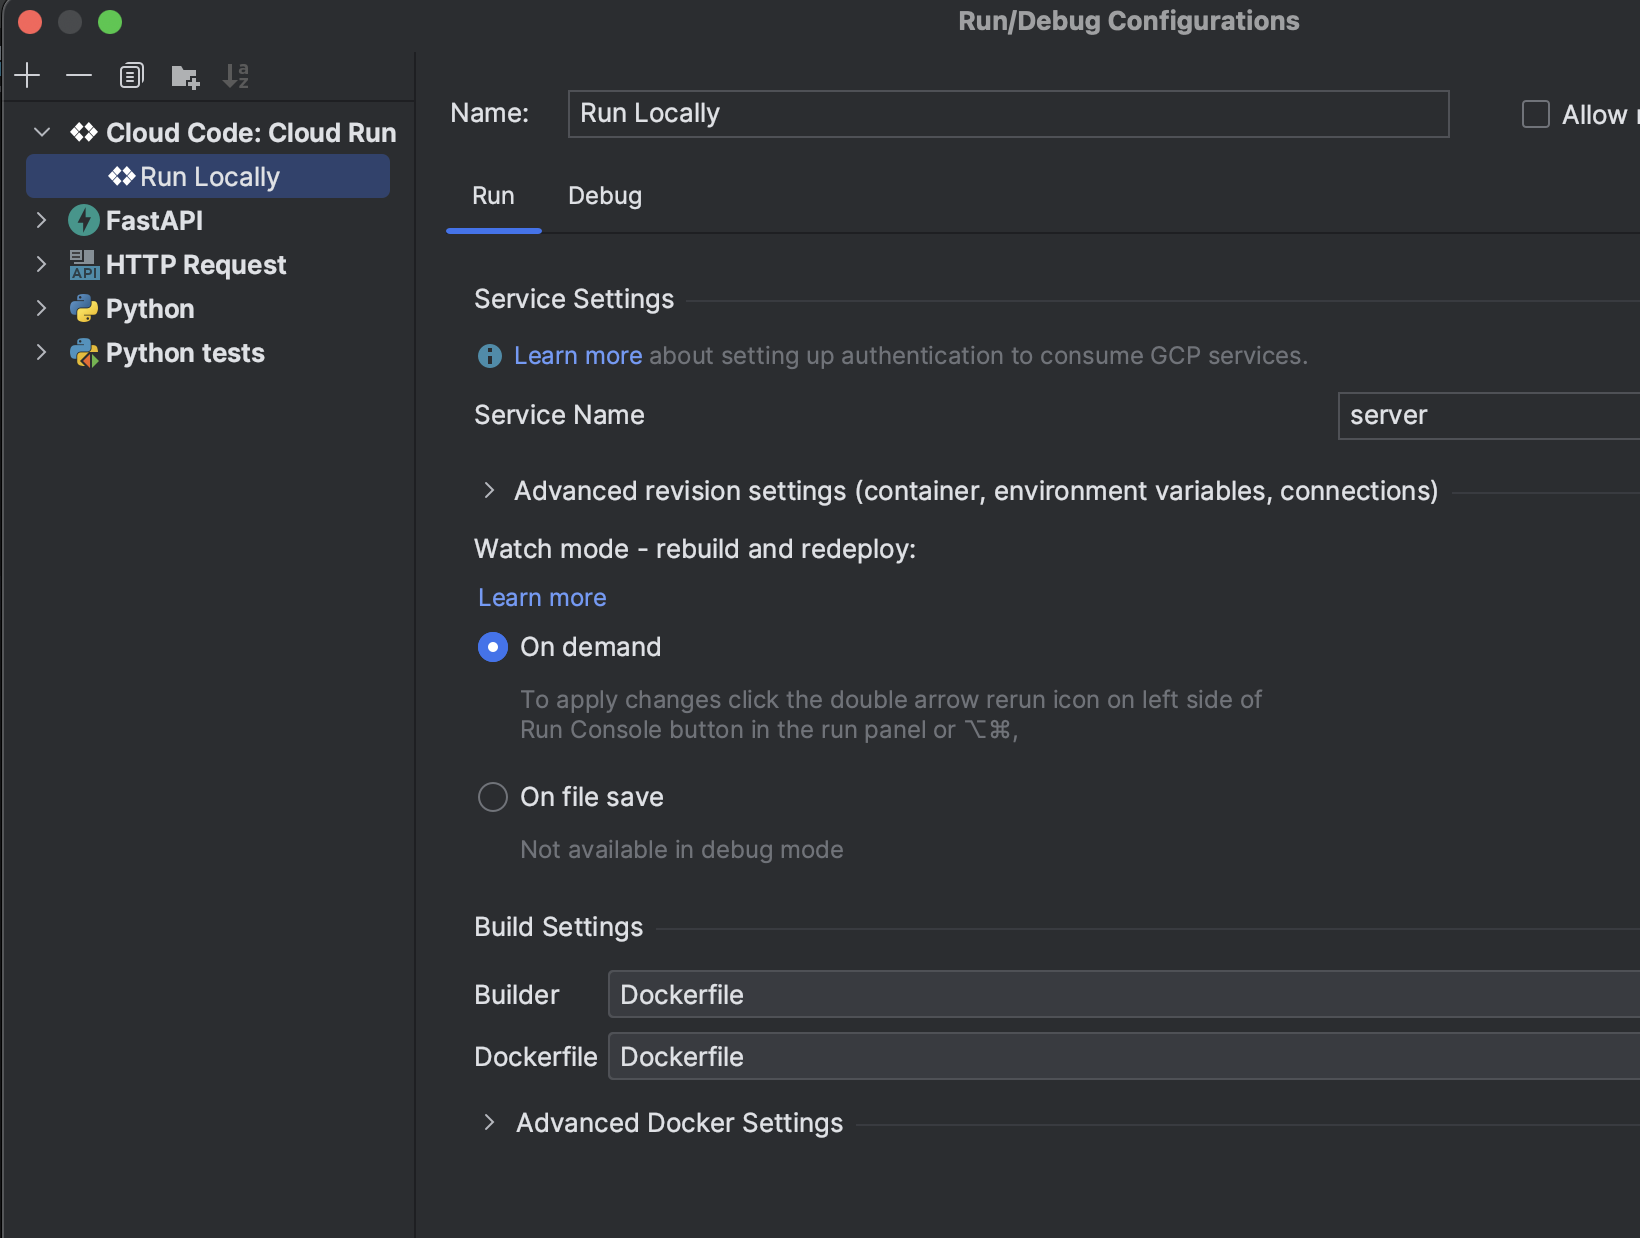 Run/Debug Configurations
Cloud Code: Cloud Run
Run Locally
FastAPI
API HTTP Request
Python
Python tests
Name: Run Locally
Allow
Run Debug
Service Settings
Learn more about setting up authentication to consume GCP services.
Service Name server
Advanced revision settings (container, environment variables, connections)
Watch mode - rebuild and redeploy:
Learn more
On demand
To apply changes click the double arrow rerun icon on left side of
Run Console button in the run panel or ⌥⌘,
On file save
Not available in debug mode
Build Settings
Builder Dockerfile
Dockerfile Dockerfile
Advanced Docker Settings